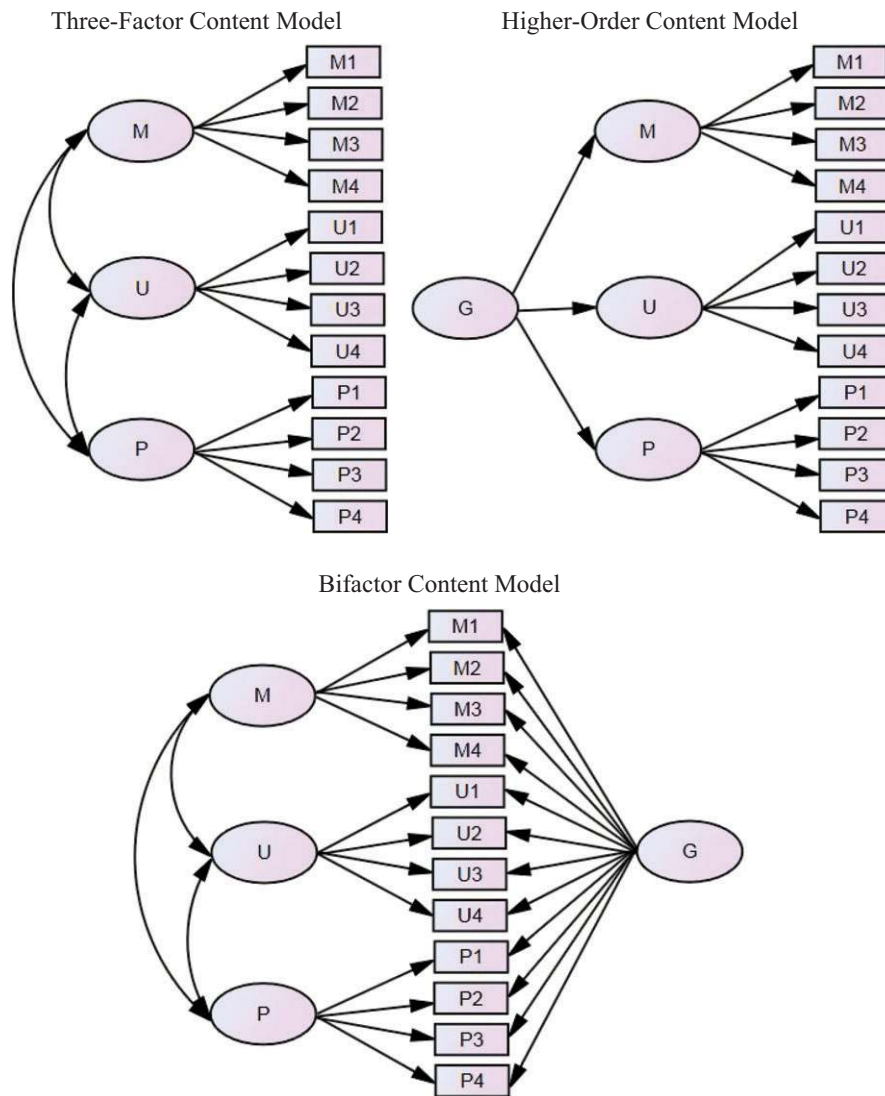 Three-Factor Content Model
M
U
P
M1
M2
M3
M4
U1
U2
U3
U4
P1
P2
P3
P4
Higher-Order Content Model
G
M
U
P
M1
M2
M3
M4
U1
U2
U3
U4
P1
P2
P3
P4
Bifactor Content Model
M
U
P
M1
M2
M3
M4
U1
U2
U3
U4
P1
P2
P3
P4
G